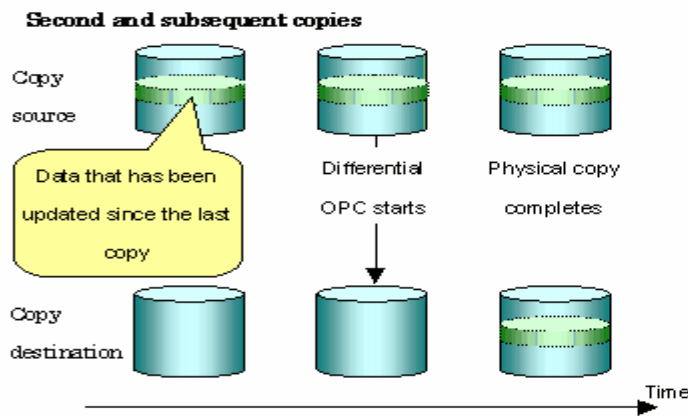 Second and subsequent copies
Copy
source
Data that has been
updated since the last
copy
Differential
OPC starts
Physical copy
completes
Copy
destination
Time